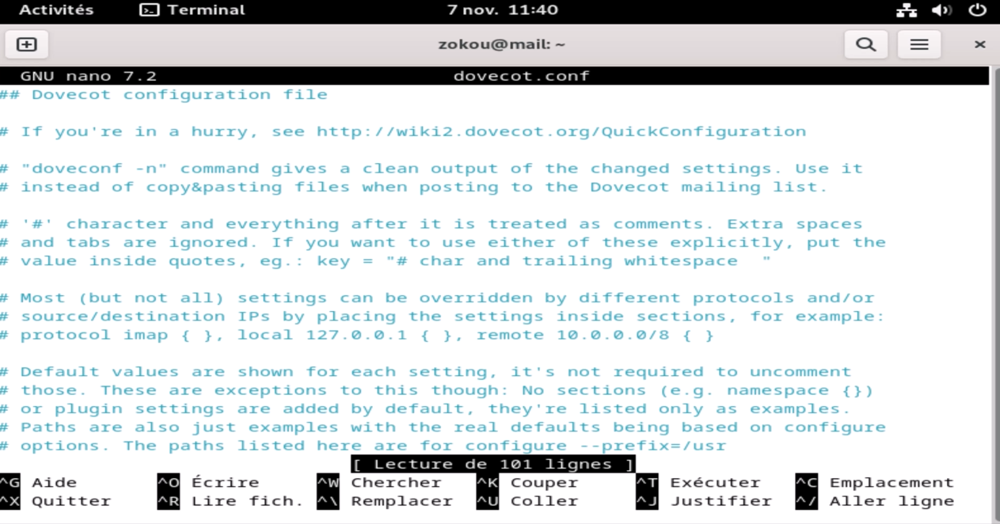 Activités Terminal 7 nov. 11:40
zokou@mail: ~
GNU nano 7.2 dovecot.conf
## Dovecot configuration file
# If you're in a hurry, see http://wiki2.dovecot.org/QuickConfiguration
# "doveconf -n" command gives a clean output of the changed settings. Use it
# instead of copy&pasting files when posting to the Dovecot mailing list.
# '#' character and everything after it is treated as comments. Extra spaces
# and tabs are ignored. If you want to use either of these explicitly, put the
# value inside quotes, eg.: key = "# char and trailing whitespace  "
# Most (but not all) settings can be overridden by different protocols and/or
# source/destination IPs by placing the settings inside sections, for example:
# protocol imap { }, local 127.0.0.1 { }, remote 10.0.0.0/8 { }
# Default values are shown for each setting, it's not required to uncomment
# those. These are exceptions to this though: No sections (e.g. namespace {})
# or plugin settings are added by default, they're listed only as examples.
# Paths are also just examples with the real defaults being based on configure
# options. The paths listed here are for configure --prefix=/usr
[ Lecture de 101 lignes ]
^G Aide ^O Écrire ^W Chercher ^K Couper ^T Exécuter ^C Emplacement
^X Quitter ^R Lire fich. ^\ Remplacer ^U Coller ^J Justifier ^/ Aller ligne